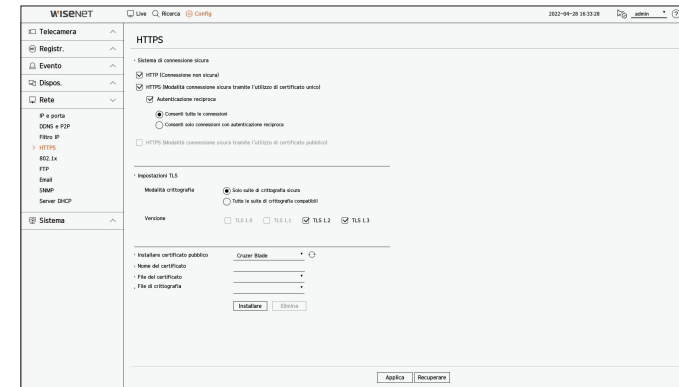 WISENET
Live Ricerca Config 2022-04-28 16:33:28 admin
Telecamera
Registr.
Evento
Dispos.
Rete
IP e porta
DDNS e P2P
Filtro IP
> HTTPS
802.1x
FTP
Email
SNMP
Server DHCP
Sistema
HTTPS
Sistema di connessione sicura
HTTP (Connessione non sicura)
HTTPS (Modalità connessione sicura tramite l'utilizzo di certificato unico)
Autenticazione reciproca
Consenti tutte le connessioni
Consenti solo connessioni con autenticazione reciproca
HTTPS (Modalità connessione sicura tramite l'utilizzo di certificato pubblico)
Impostazioni TLS
Modalità crittografia Solo suite di crittografia sicura
Tutte le suite di crittografia compatibili
Versione TLS 1.0 TLS 1.1 TLS 1.2 TLS 1.3
Installare certificato pubblico Cruzer Blade
Nome del certificato
File del certificato
File di crittografia
Installare Elimina
Applica Recuperare